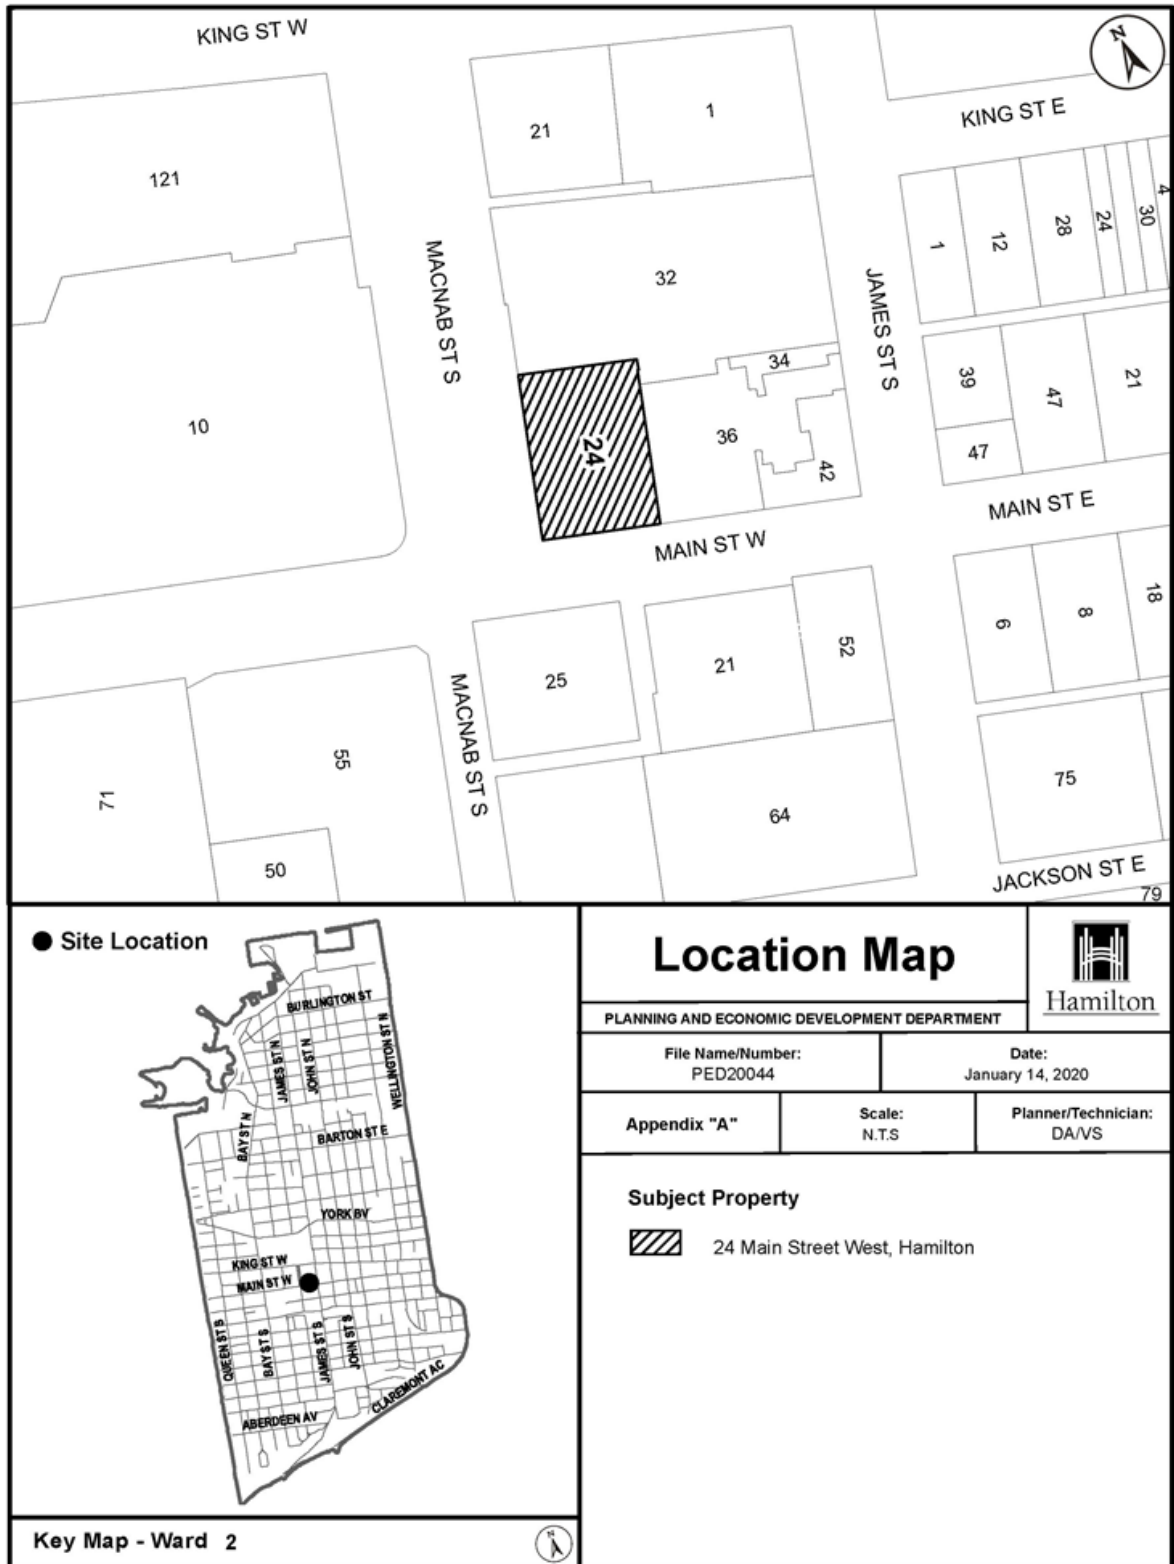 KING ST W
N
KING ST E
21
1
121
MACNAB ST S
32
JAMES ST S
1
12
28
24
30
4
34
39
47
21
10
24
36
42
47
MAIN ST W
MAIN ST E
25
21
52
6
8
18
MACNAB ST S
55
71
64
75
50
JACKSON ST E
79
Site Location
BURLINGTON ST
JAMES ST N
JOHN ST N
WELLINGTON ST N
BAY ST N
BARTON ST E
YORK BV
KING ST W
MAIN ST W
QUEEN ST S
BAY ST S
JAMES ST S
JOHN ST S
CLAREMONT AC
ABERDEEN AV
Key Map - Ward 2
N
Location Map
Hamilton
PLANNING AND ECONOMIC DEVELOPMENT DEPARTMENT
File Name/Number:
PED20044
Date:
January 14, 2020
Appendix "A"
Scale:
N.T.S
Planner/Technician:
DA/VS
Subject Property
24 Main Street West, Hamilton